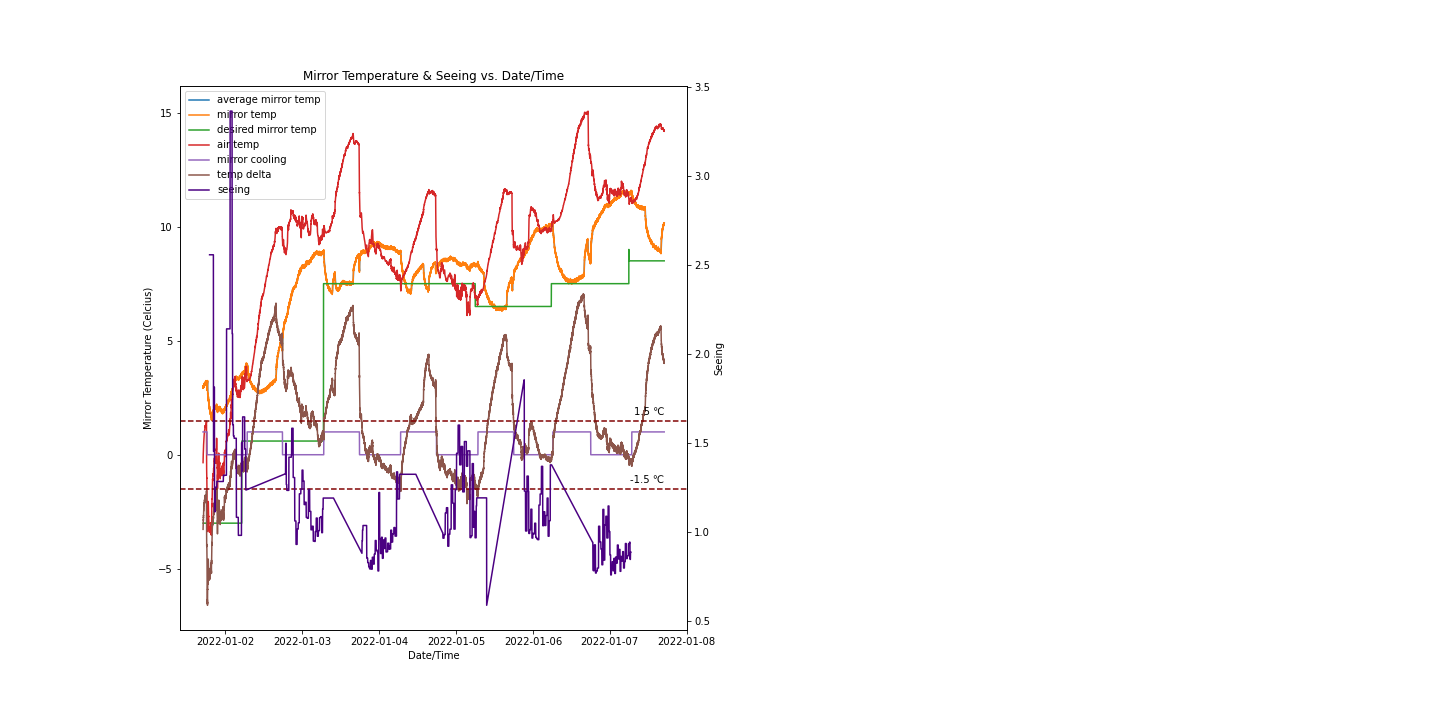 Mirror Temperature & Seeing vs. Date/Time
average mirror temp
mirror temp
desired mirror temp
air temp
mirror cooling
temp delta
seeing
15
10
5
0
−5
Mirror Temperature (Celcius)
3.5
3.0
2.5
2.0
1.5
1.0
0.5
Seeing
1.5 °C
-1.5 °C
2022-01-02 2022-01-03 2022-01-04 2022-01-05 2022-01-06 2022-01-07 2022-01-08
Date/Time